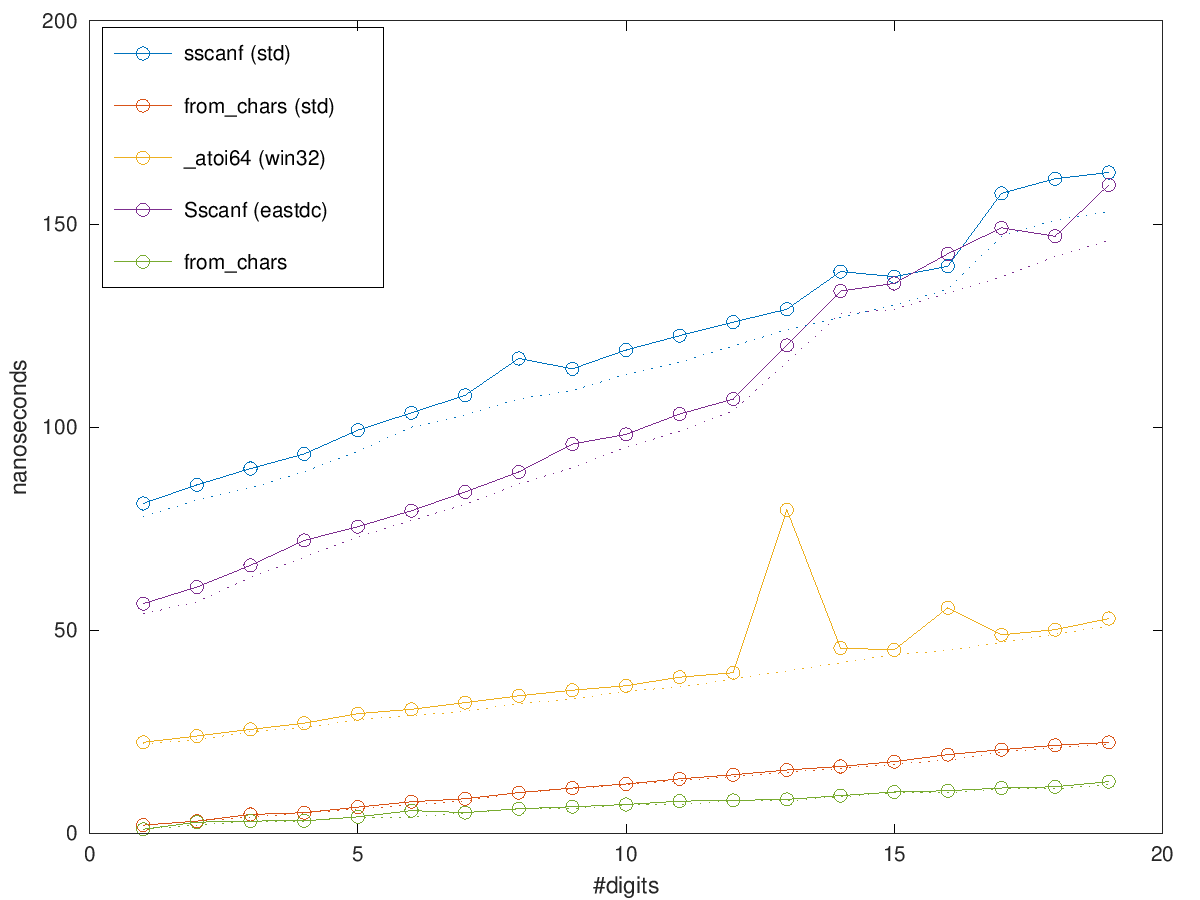 200
150
100
50
0
nanoseconds
sscanf (std)
from_chars (std)
_atoi64 (win32)
Sscanf (eastdc)
from_chars
0 5 10 15 20
#digits